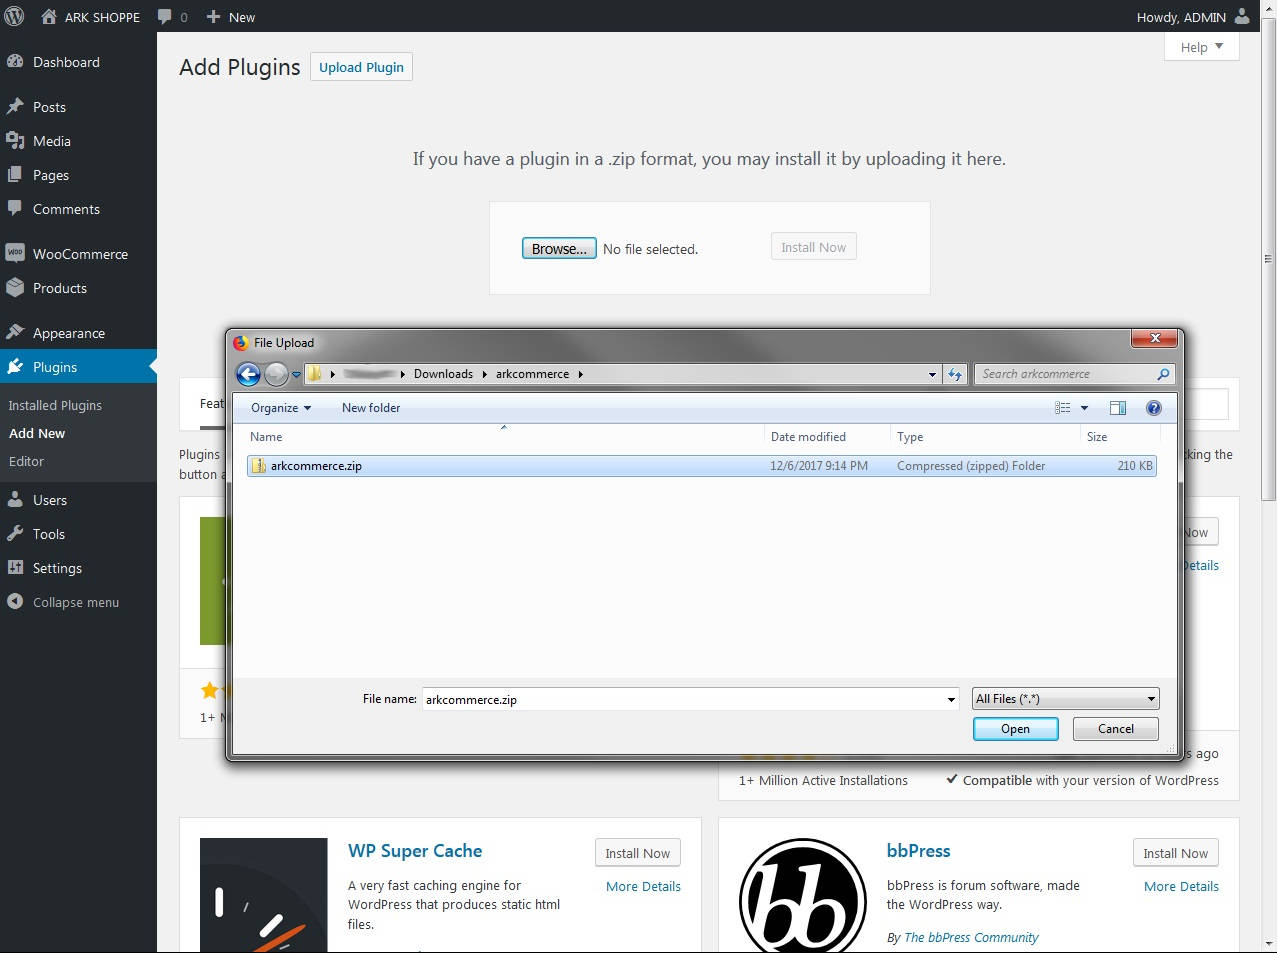 ARK SHOPPE 0 New Howdy, ADMIN
Help
Dashboard
Posts
Media
Pages
Comments
WOO WooCommerce
Products
Appearance
Plugins
Installed Plugins
Add New
Editor
Users
Tools
Settings
Collapse menu
Add Plugins Upload Plugin
If you have a plugin in a .zip format, you may install it by uploading it here.
Browse... No file selected. Install Now
File Upload
Downloads arkcommerce Search arkcommerce
Organize New folder
Name Date modified Type Size
arkcommerce.zip 12/6/2017 9:14 PM Compressed (zipped) Folder 210 KB
File name: arkcommerce.zip All Files (*.*)
Open Cancel
Feat
Plugins king the
button
Now
Details
1+ M
ago
1+ Million Active Installations Compatible with your version of WordPress
WP Super Cache Install Now
More Details
A very fast caching engine for
WordPress that produces static html
files.
bb
bbPress Install Now
More Details
bbPress is forum software, made
the WordPress way.
By The bbPress Community